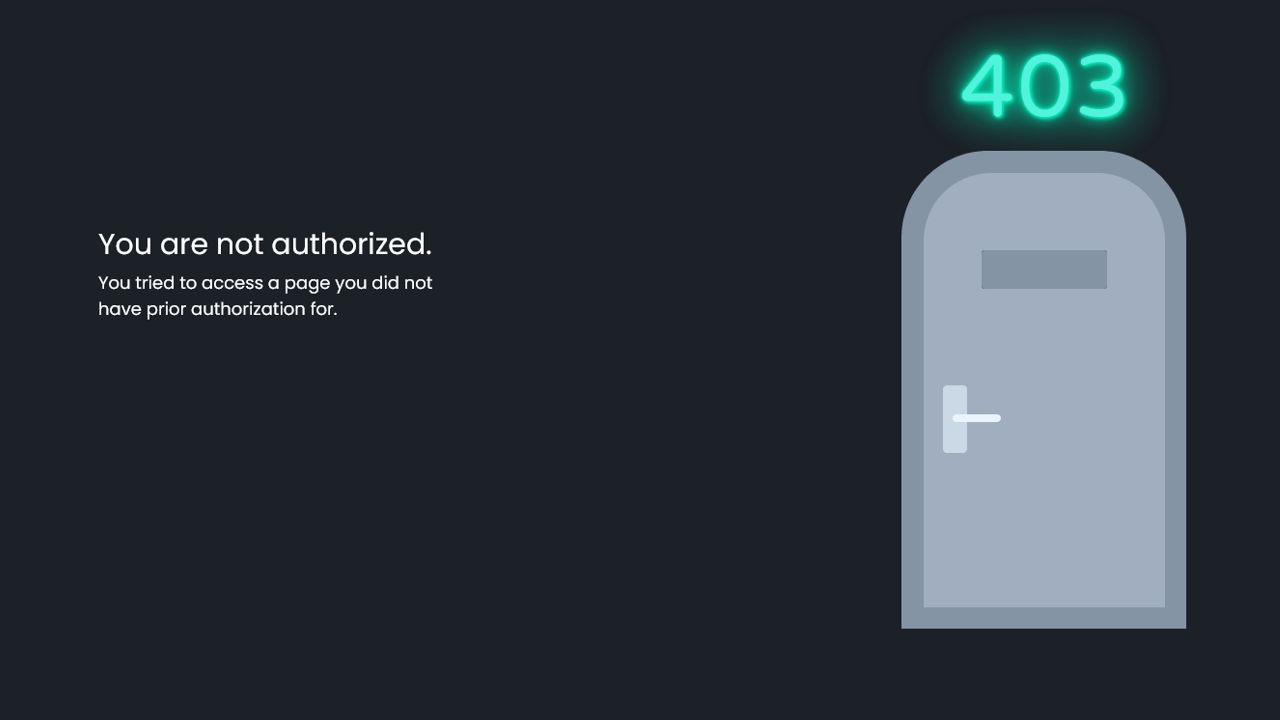 403
You are not authorized.
You tried to access a page you did not
have prior authorization for.